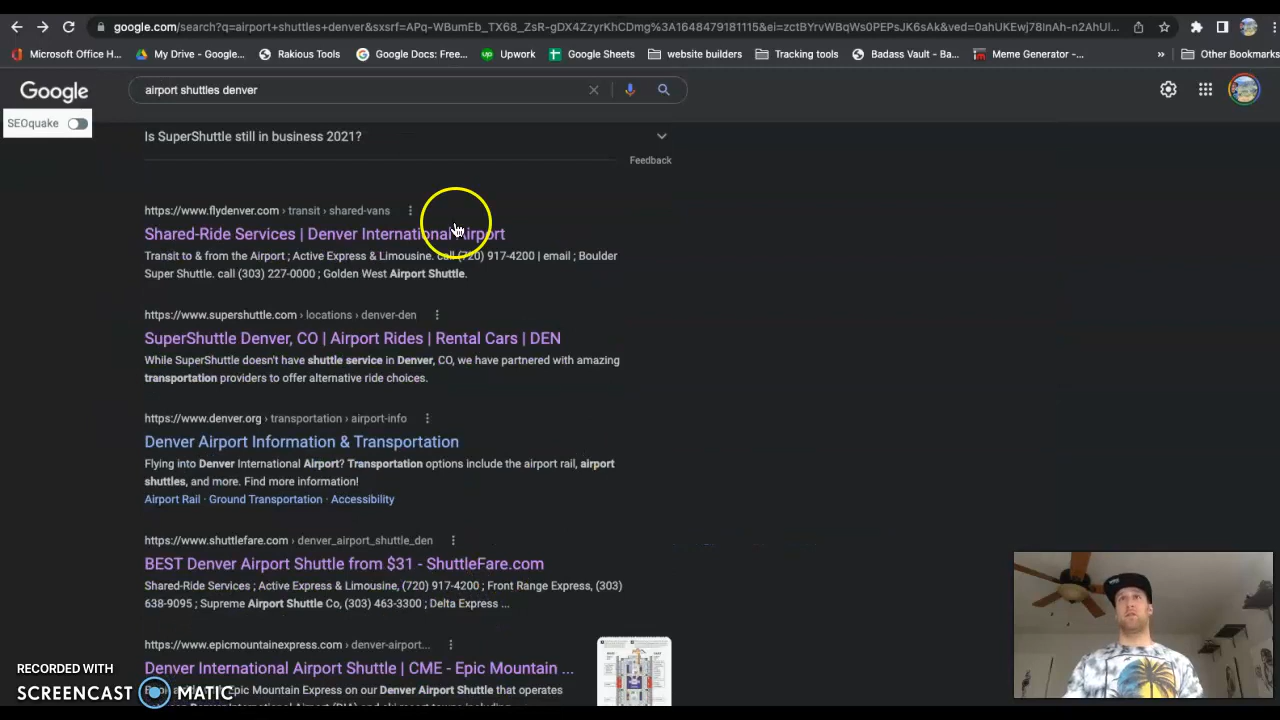 google.com/search?q=airport+shuttles+denver&sxsrf=APq-WBumEb_TX68_ZsR-gDX4ZzyrKhCDmg%3A1648479181115&ei=zctBYrvWBqWs0PEPsJK6sAk&ved=0ahUKEwj78InAh-n2AhUI...
Microsoft Office H... My Drive - Google... Rakious Tools Google Docs: Free... Upwork Google Sheets website builders Tracking tools Badass Vault - Ba... Meme Generator -... » Other Bookmarks
Google airport shuttles denver
SEOquake
Is SuperShuttle still in business 2021?
Feedback
https://www.flydenver.com › transit › shared-vans
Shared-Ride Services | Denver International Airport
Transit to & from the Airport ; Active Express & Limousine. call (720) 917-4200 | email ; Boulder
Super Shuttle. call (303) 227-0000 ; Golden West Airport Shuttle.
https://www.supershuttle.com › locations › denver-den
SuperShuttle Denver, CO | Airport Rides | Rental Cars | DEN
While SuperShuttle doesn't have shuttle service in Denver, CO, we have partnered with amazing
transportation providers to offer alternative ride choices.
https://www.denver.org › transportation › airport-info
Denver Airport Information & Transportation
Flying into Denver International Airport? Transportation options include the airport rail, airport
shuttles, and more. Find more information!
Airport Rail · Ground Transportation · Accessibility
https://www.shuttlefare.com › denver_airport_shuttle_den
BEST Denver Airport Shuttle from $31 - ShuttleFare.com
Shared-Ride Services ; Active Express & Limousine, (720) 917-4200 ; Front Range Express, (303)
638-9095 ; Supreme Airport Shuttle Co, (303) 463-3300 ; Delta Express ...
https://www.epicmountainexpress.com › denver-airport...
Denver International Airport Shuttle | CME - Epic Mountain ...
Epic Mountain Express on our Denver Airport Shuttle that operates
RECORDED WITH
SCREENCAST MATIC